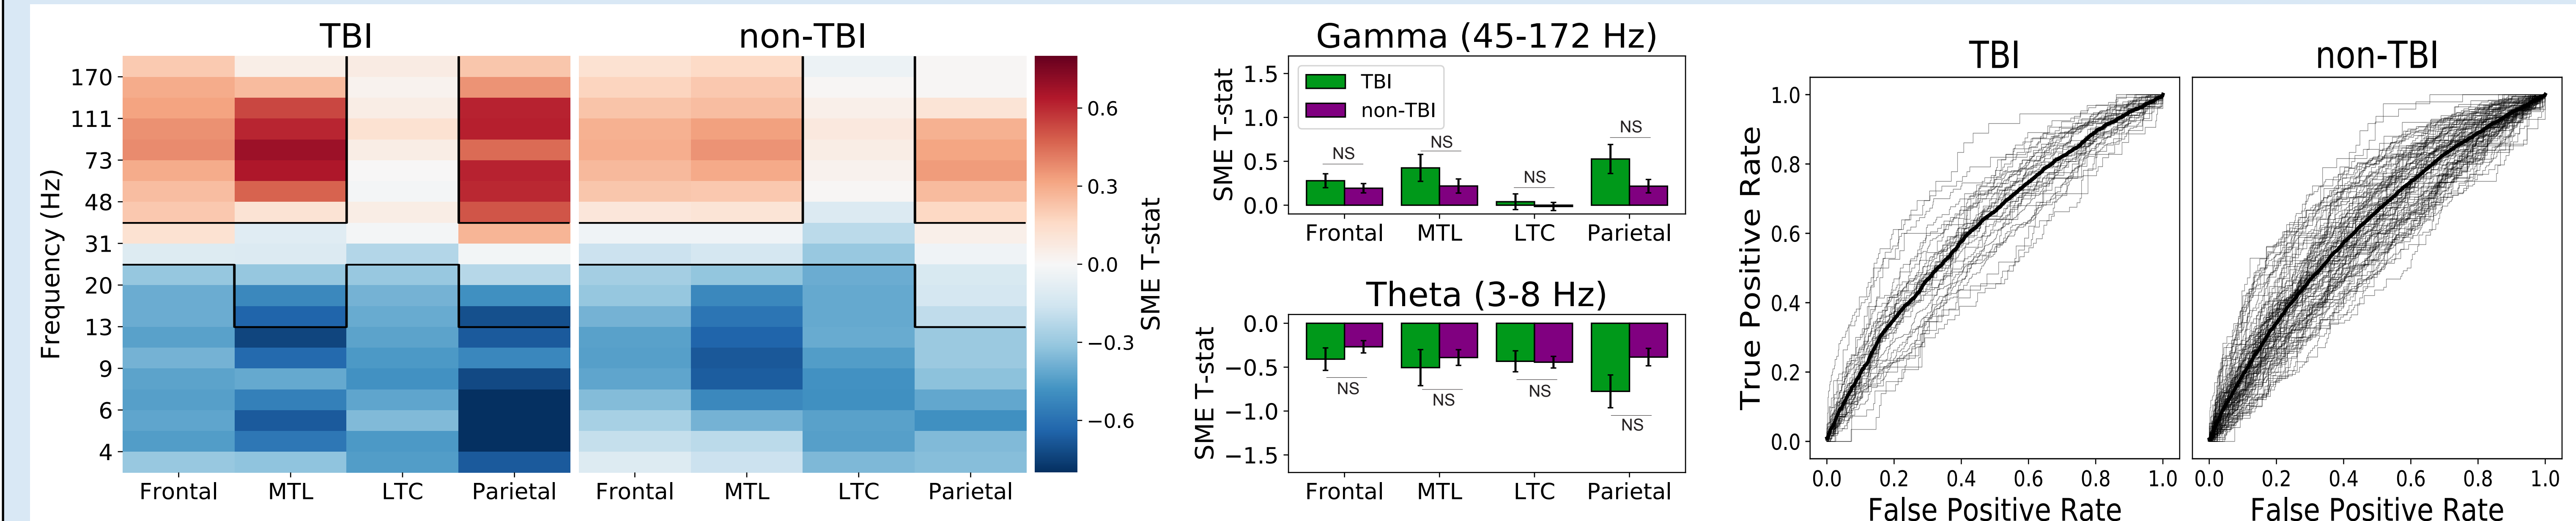 TBI
non-TBI
Frequency (Hz)
170
111
73
48
31
20
13
9
6
4
Frontal MTL LTC Parietal
Frontal MTL LTC Parietal
0.6
0.3
0.0
−0.3
−0.6
SME T-stat
Gamma (45-172 Hz)
SME T-stat
1.5
1.0
0.5
0.0
TBI
non-TBI
NS NS NS NS
Frontal MTL LTC Parietal
Theta (3-8 Hz)
SME T-stat
0.0
−0.5
−1.0
−1.5
NS NS NS NS
Frontal MTL LTC Parietal
TBI
non-TBI
True Positive Rate
1.0
0.8
0.6
0.4
0.2
0.0
0.0 0.2 0.4 0.6 0.8 1.0
False Positive Rate
0.0 0.2 0.4 0.6 0.8 1.0
False Positive Rate